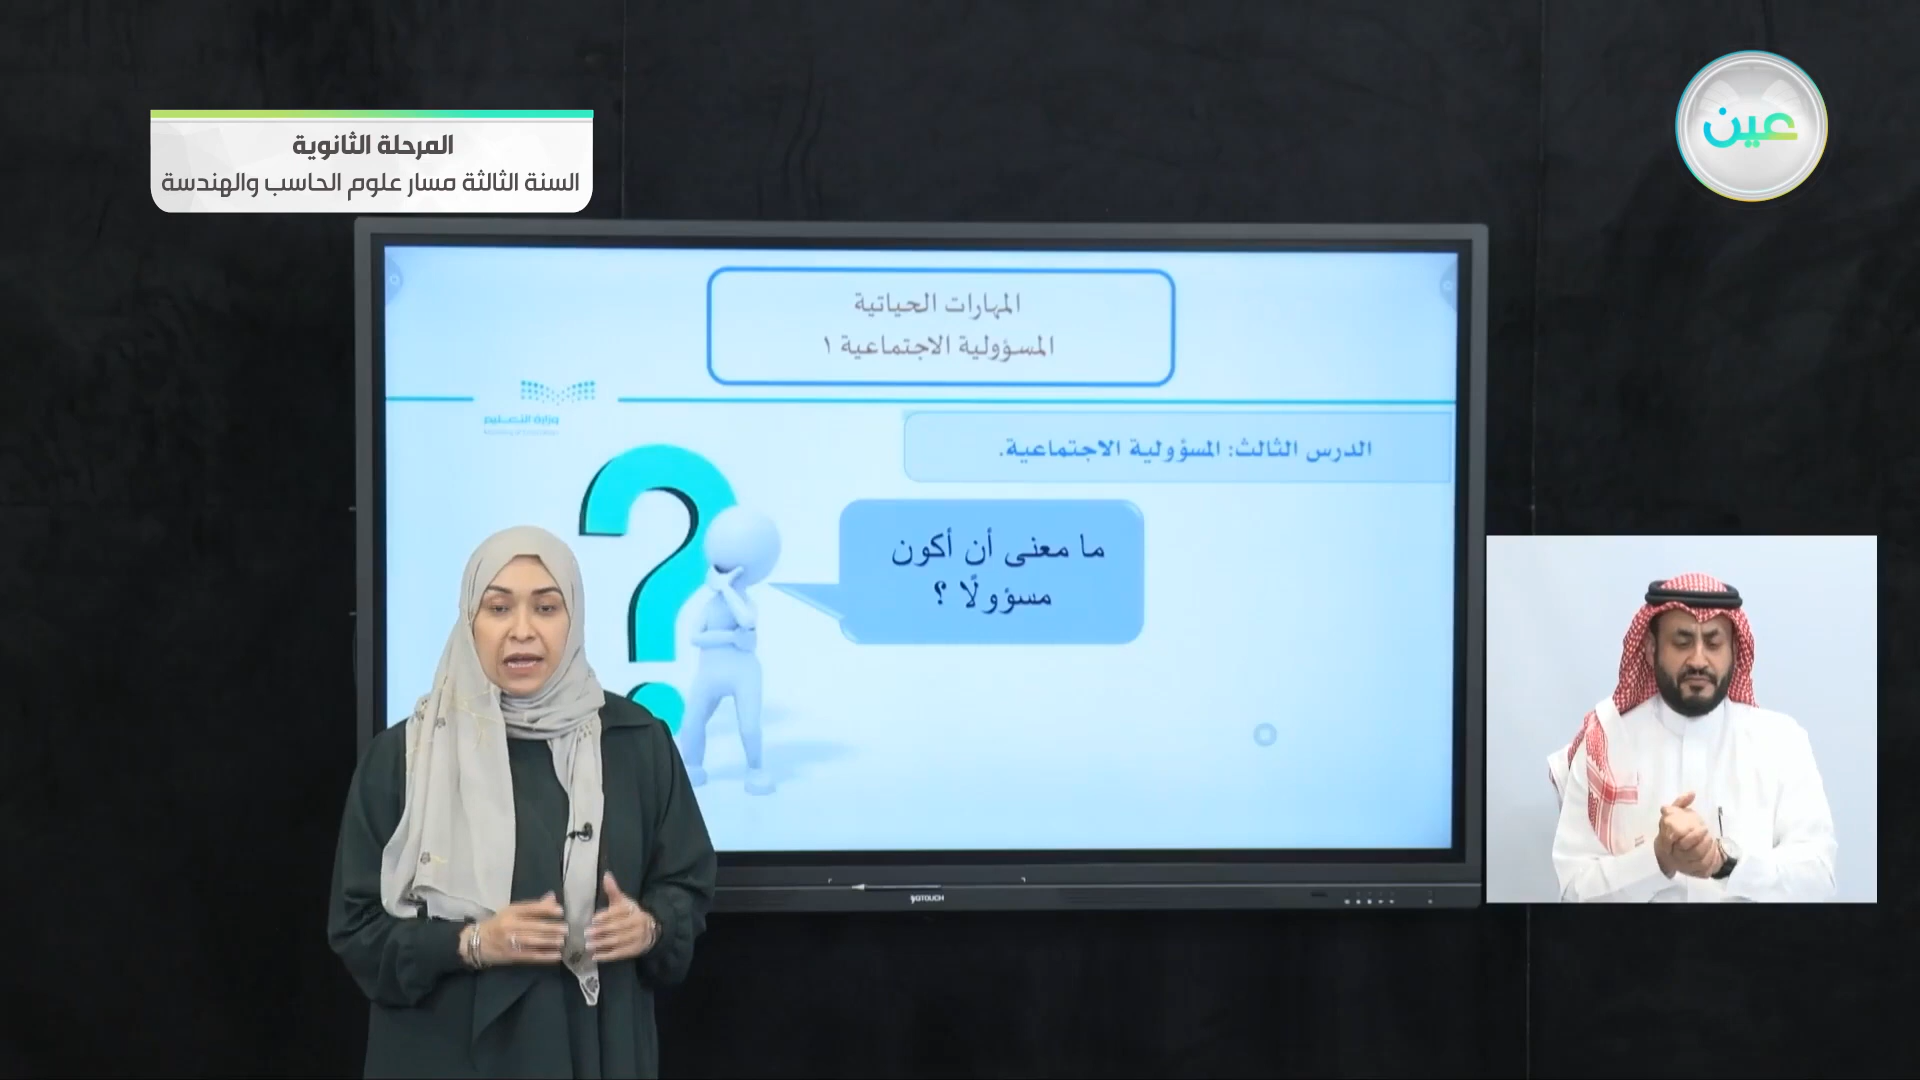 المرحلة الثانوية
السنة الثالثة مسار علوم الحاسب والهندسة
عين
المهارات الحياتية
المسؤولية الاجتماعية ١
وزارة التعليم
الدرس الثالث: المسؤولية الاجتماعية.
ما معنى أن أكون
مسؤولًا ؟